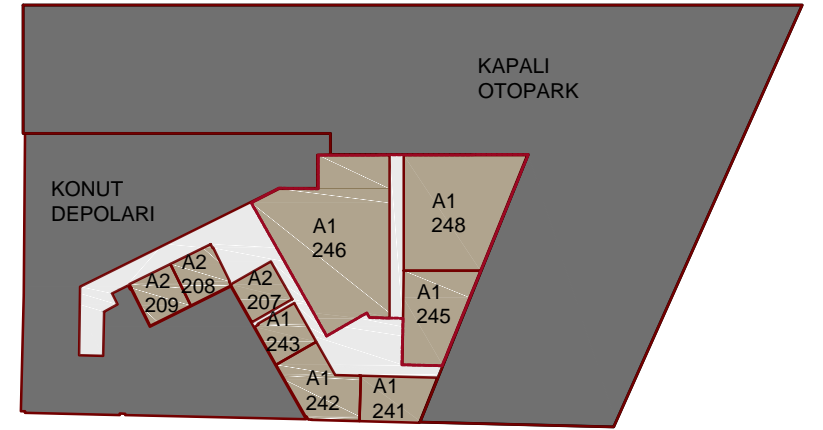 KAPALI
OTOPARK
KONUT
DEPOLARI
A1
248
A1
246
A2
208
A2
209
A2
207
A1
245
A1
243
A1
242
A1
241